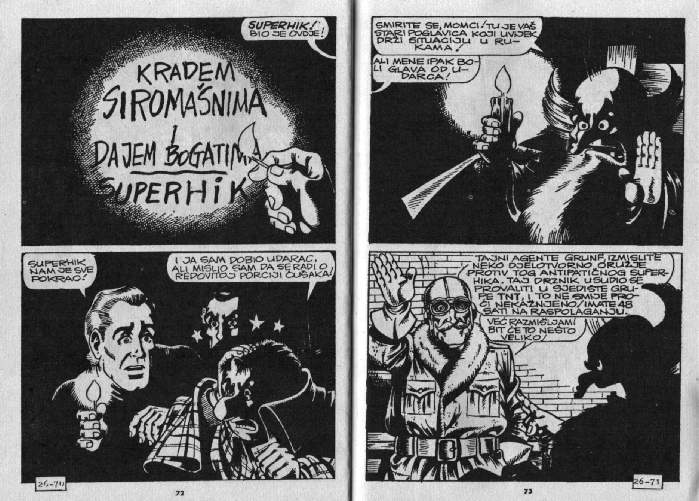 SUPERHIK!
BIO JE OVDJE!
KRADEM
SIROMAŠNIMA
I
DAJEM BOGATIMA
SUPERHIK
SUPERHIK
NAM JE SVE
POKRAO!
I JA SAM DOBIO UDARAC,
ALI MISLIO SAM DA SE RADI O
REDOVITOJ PORCIJI ČUŠAKA!
26-70
72
SMIRITE SE, MOMCI! TU JE VAŠ
STARI POGLAVICA KOJI UVIJEK
DRŽI SITUACIJU U RU-
KAMA!
ALI MENE IPAK BO-
LI GLAVA OD U-
DARCA!
TAJNI AGENTE GRUNF, IZMISLITE
NEKO DJELOTVORNO ORUŽJE
PROTIV TOG ANTIPATIČNOG SUPER-
HIKA. TAJ DRZNIK USUDIO SE
PROVALITI U SJEDIŠTE GRU-
PE TNT, I TO NE SMIJE PRO-
ĆI NEKAŽNJENO! IMATE 48
SATI NA RASPOLAGANJU.
VEĆ RAZMIŠLJAM!
BIT ĆE TO NEŠTO
VELIKO!
26-71
73